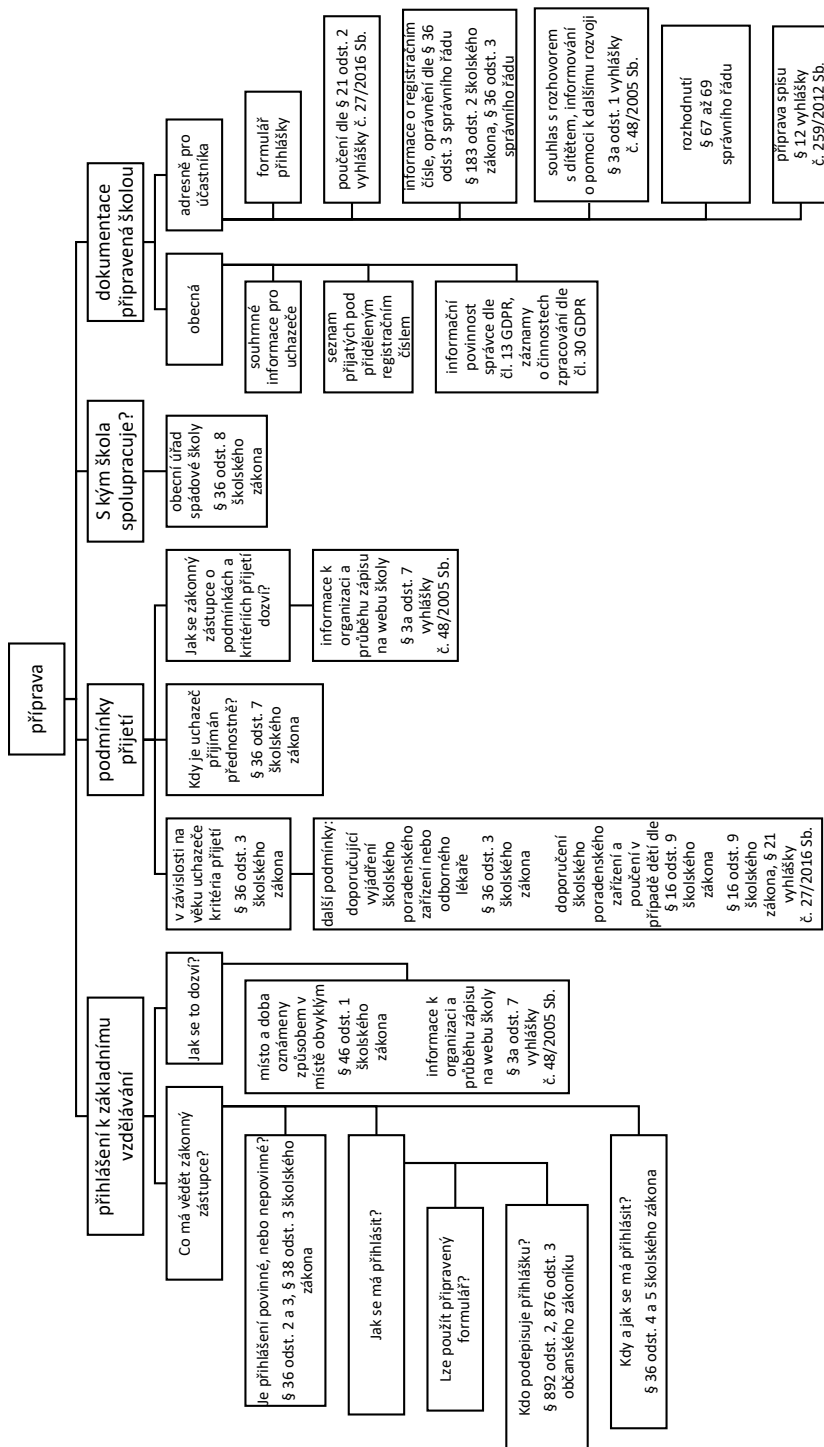 příprava
přihlášení k základnímu
vzdělávání
Co má vědět zákonný
zástupce?
Je přihlášení povinné, nebo nepovinné?
§ 36 odst. 2 a 3, § 38 odst. 3 školského
zákona
Jak se má přihlásit?
Lze použít připravený
formulář?
Kdo podepisuje přihlášku?
§ 892 odst. 2, 876 odst. 3
občanského zákoníku
Kdy a jak se má přihlásit?
§ 36 odst. 4 a 5 školského zákona
Jak se to dozví?
místo a doba
oznámeny
způsobem v
místě obvyklým
§ 46 odst. 1
školského
zákona
informace k
organizaci a
průběhu zápisu
na webu školy
§ 3a odst. 7
vyhlášky
č. 48/2005 Sb.
podmínky
přijetí
v závislosti na
věku uchazeče
kritéria přijetí
§ 36 odst. 3
školského
zákona
další podmínky:
doporučující
vyjádření
školského
poradenského
zařízení nebo
odborného
lékaře
§ 36 odst. 3
školského
zákona
doporučení
školského
poradenského
zařízení a
poučení v
případě dětí dle
§ 16 odst. 9
školského
zákona
§ 16 odst. 9
školského
zákona, § 21
vyhlášky
č. 27/2016 Sb.
Kdy je uchazeč
přijímán
přednostně?
§ 36 odst. 7
školského
zákona
Jak se zákonný
zástupce o
podmínkách a
kritériích přijetí
dozví?
informace k
organizaci a
průběhu zápisu
na webu školy
§ 3a odst. 7
vyhlášky
č. 48/2005 Sb.
S kým škola
spolupracuje?
obecní úřad
spádové školy
§ 36 odst. 8
školského
zákona
dokumentace
připravená školou
obecná
souhrnné
informace pro
uchazeče
seznam
přijatých pod
přiděleným
registračním
číslem
informační
povinnost
správce dle
čl. 13 GDPR,
záznamy
o činnostech
zpracování dle
čl. 30 GDPR
adresně pro
účastníka
formulář
přihlášky
poučení dle § 21 odst. 2
vyhlášky č. 27/2016 Sb.
informace o registračním
čísle, oprávnění dle § 36
odst. 3 správního řádu
§ 183 odst. 2 školského
zákona, § 36 odst. 3
správního řádu
souhlas s rozhovorem
s dítětem, informování
o pomoci k dalšímu rozvoji
§ 3a odst. 1 vyhlášky
č. 48/2005 Sb.
rozhodnutí
§ 67 až 69
správního řádu
příprava spisu
§ 12 vyhlášky
č. 259/2012 Sb.